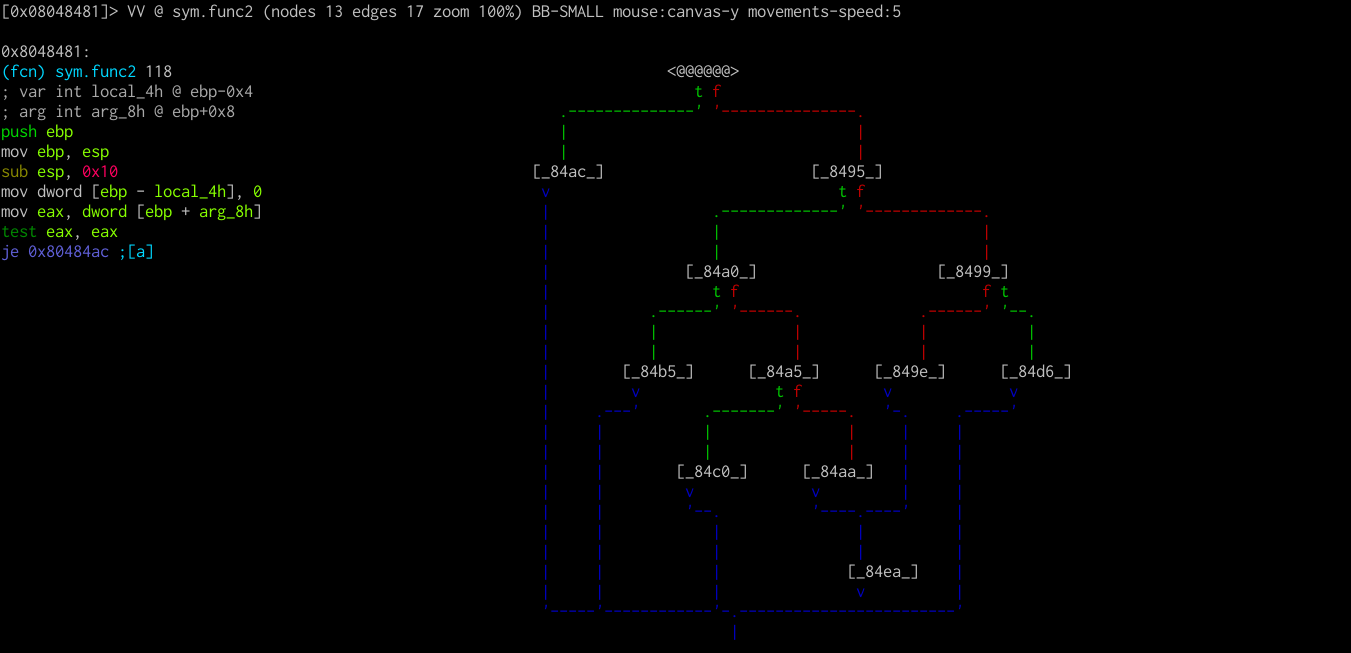 [0x08048481]> VV @ sym.func2 (nodes 13 edges 17 zoom 100%) BB-SMALL mouse:canvas-y movements-speed:5
0x8048481:
(fcn) sym.func2 118
; var int local_4h @ ebp-0x4
; arg int arg_8h @ ebp+0x8
push ebp
mov ebp, esp
sub esp, 0x10
mov dword [ebp - local_4h], 0
mov eax, dword [ebp + arg_8h]
test eax, eax
je 0x80484ac ;[a]
<@@@@@@>
t f
[_84ac_] [_8495_]
v t f
[_84a0_] [_8499_]
t f f t
[_84b5_] [_84a5_] [_849e_] [_84d6_]
v t f v v
[_84c0_] [_84aa_]
v v
[_84ea_]
v